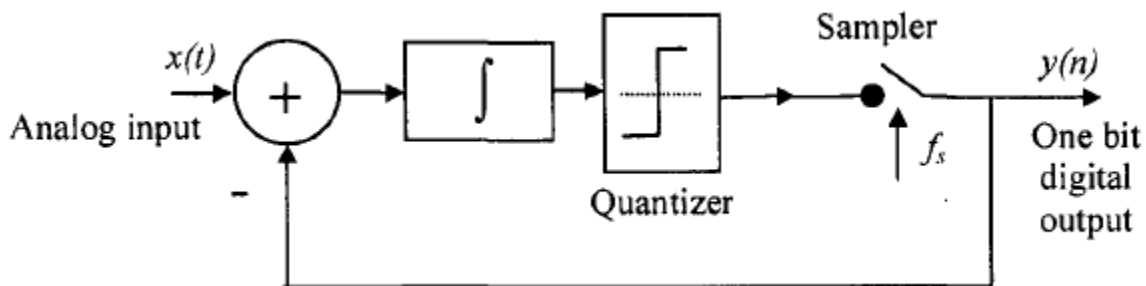 Sampler
x(t)
y(n)
+
∫
Analog input
f_s
One bit
digital
output
-
Quantizer